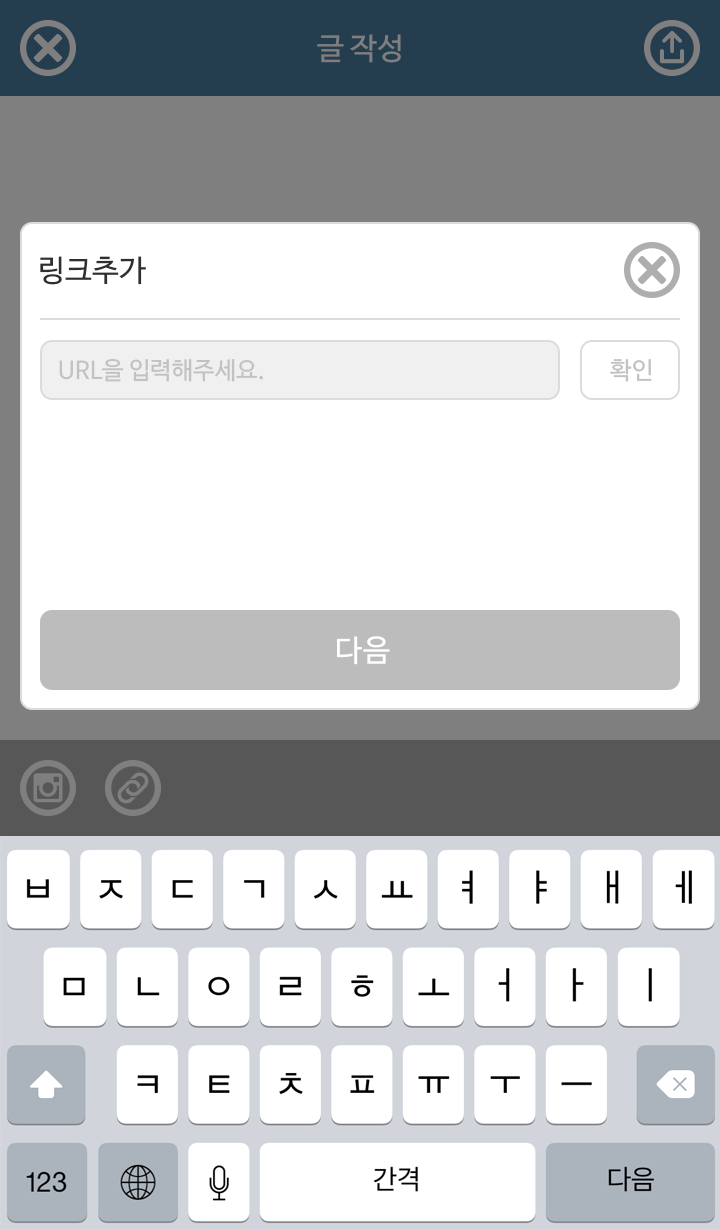 글 작성
링크추가
URL을 입력해주세요.
확인
다음
ㅂ ㅈ ㄷ ㄱ ㅅ ㅛ ㅕ ㅑ ㅐ ㅔ
ㅁ ㄴ ㅇ ㄹ ㅎ ㅗ ㅓ ㅏ ㅣ
ㅋ ㅌ ㅊ ㅍ ㅠ ㅜ ㅡ
123 간격 다음